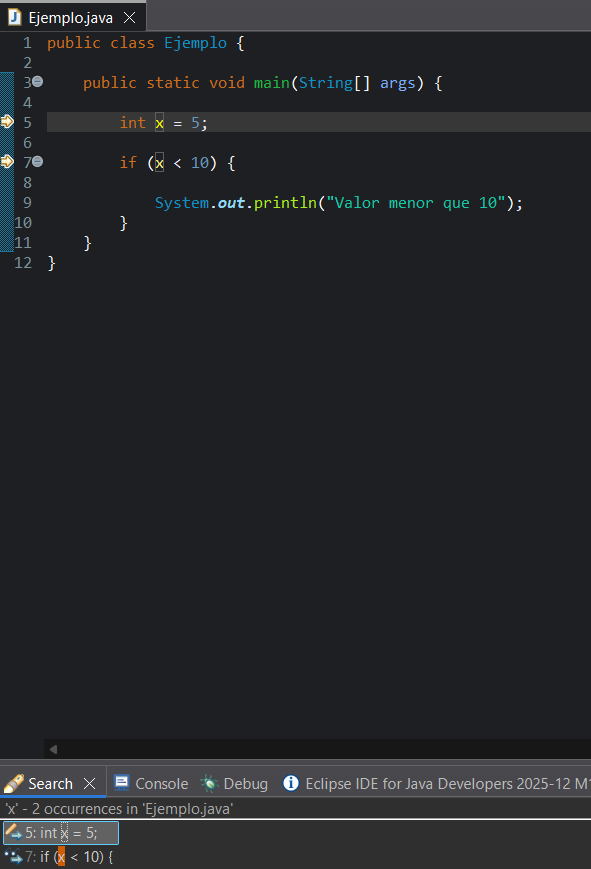 Ejemplo.java
1 public class Ejemplo {
2
3 public static void main(String[] args) {
4
5 int x = 5;
6
7 if (x < 10) {
8
9 System.out.println("Valor menor que 10");
10 }
11 }
12 }
Search Console Debug Eclipse IDE for Java Developers 2025-12 M1
'x' - 2 occurrences in 'Ejemplo.java'
5: int x = 5;
7: if (x < 10) {